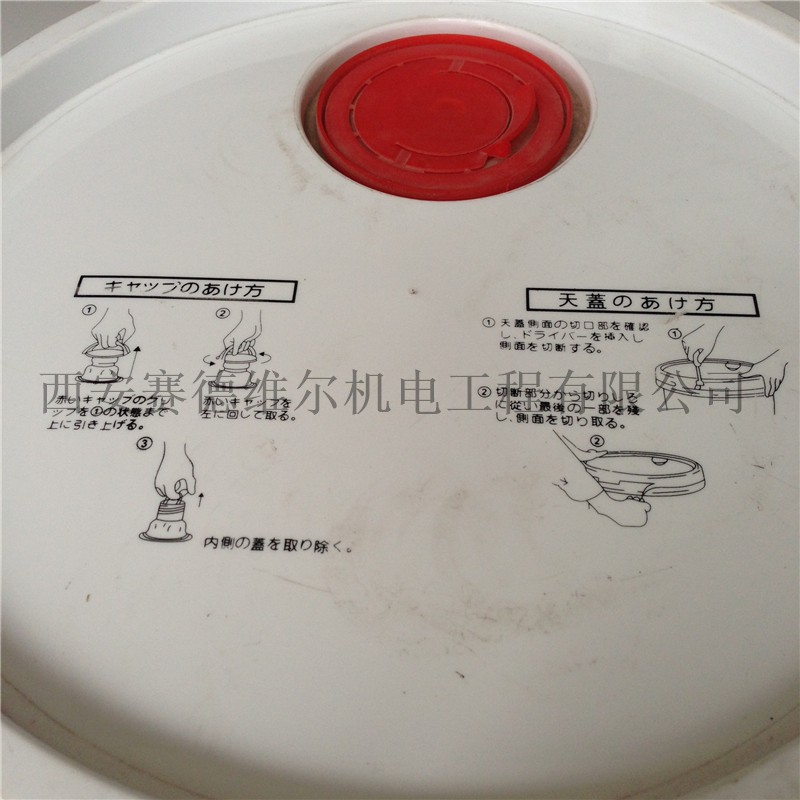 キャップのあけ方
①
②
赤いキャップのグリ
ップを①の状態まで
上に引き上げる。
赤いキャップを
左に回して取る。
③
内側の蓋を取り除く。
天蓋のあけ方
① 天蓋側面の切口部を確認
し、ドライバーを挿入し
側面を切断する。
①
② 切断部分から切りしろ
に従い最後の一部を残
し、側面を切り取る。
②
西安赛德维尔机电工程有限公司